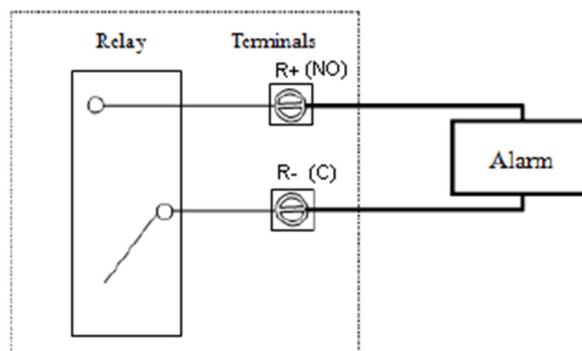 Relay Terminals
R+ (NO)
R- (C)
Alarm